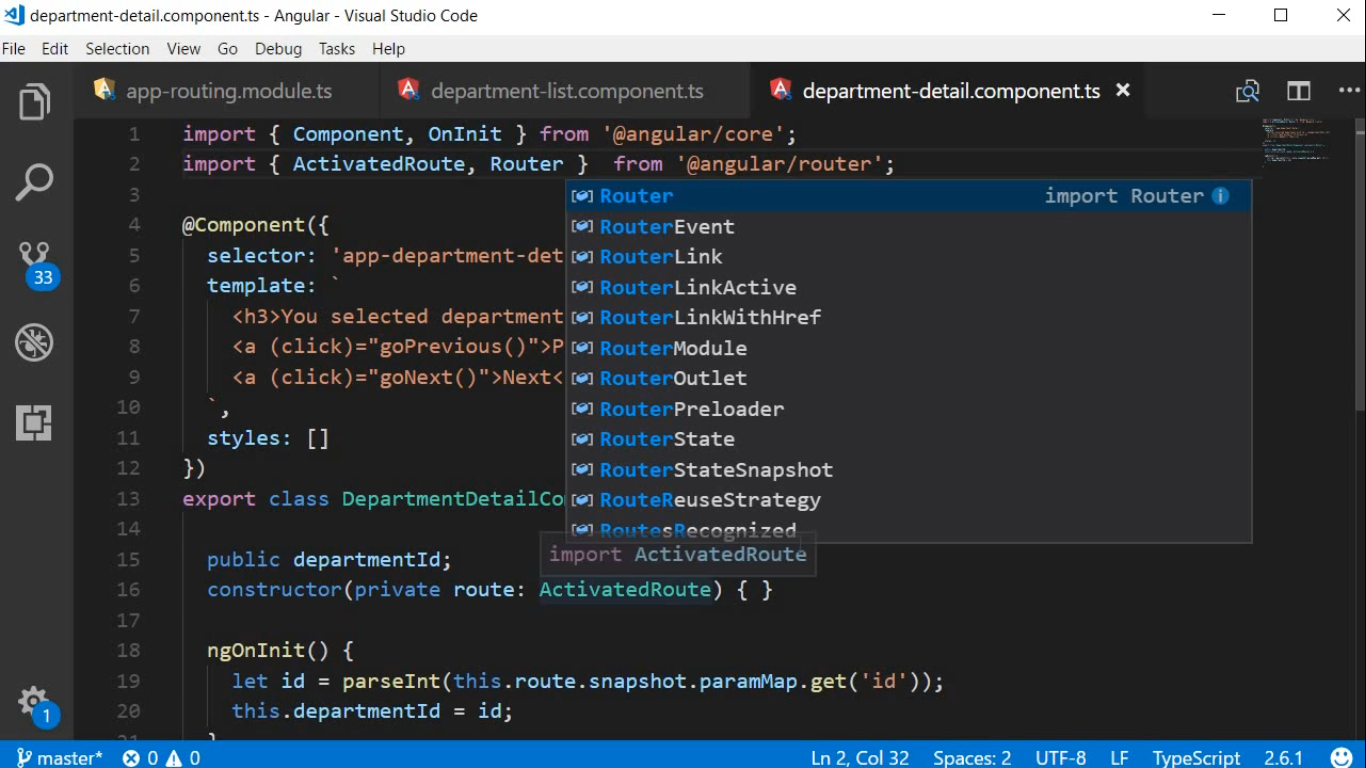 department-detail.component.ts - Angular - Visual Studio Code
File Edit Selection View Go Debug Tasks Help
app-routing.module.ts department-list.component.ts department-detail.component.ts
1 import { Component, OnInit } from '@angular/core';
2 import { ActivatedRoute, Router }  from '@angular/router';
3
Router import Router
4 @Component({
RouterEvent
5 selector: 'app-department-det
RouterLink
6 template: `
RouterLinkActive
7 <h3>You selected department
RouterLinkWithHref
8 <a (click)="goPrevious()">P
RouterModule
9 <a (click)="goNext()">Next<
RouterOutlet
10 `,
RouterPreloader
11 styles: []
RouterState
12 })
RouterStateSnapshot
13 export class DepartmentDetailCo
RouteReuseStrategy
14
RoutesRecognized
import ActivatedRoute
15 public departmentId;
16 constructor(private route: ActivatedRoute) { }
17
18 ngOnInit() {
19 let id = parseInt(this.route.snapshot.paramMap.get('id'));
20 this.departmentId = id;
33
1
master* 0 0 Ln 2, Col 32 Spaces: 2 UTF-8 LF TypeScript 2.6.1